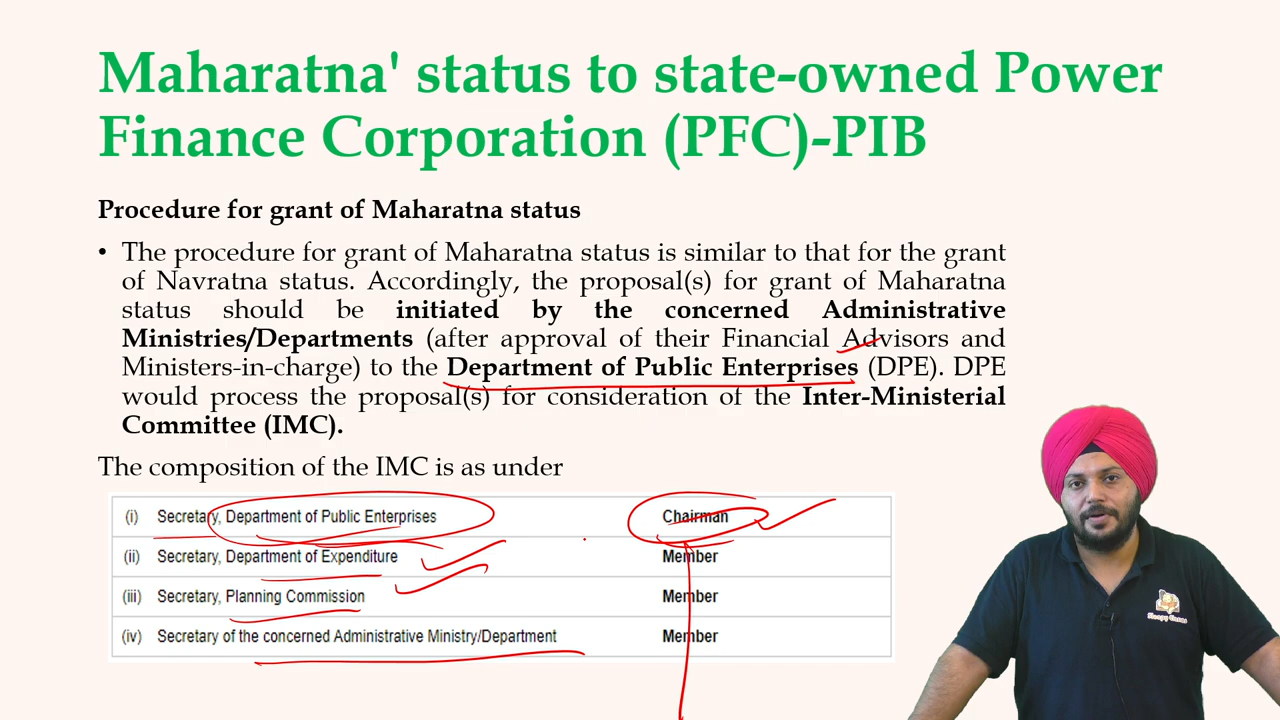 Maharatna' status to state-owned Power
Finance Corporation (PFC)-PIB
Procedure for grant of Maharatna status
• The procedure for grant of Maharatna status is similar to that for the grant
of Navratna status. Accordingly, the proposal(s) for grant of Maharatna
status should be initiated by the concerned Administrative
Ministries/Departments (after approval of their Financial Advisors and
Ministers-in-charge) to the Department of Public Enterprises (DPE). DPE
would process the proposal(s) for consideration of the Inter-Ministerial
Committee (IMC).
The composition of the IMC is as under
(i) Secretary, Department of Public Enterprises Chairman
(ii) Secretary, Department of Expenditure Member
(iii) Secretary, Planning Commission Member
(iv) Secretary of the concerned Administrative Ministry/Department Member